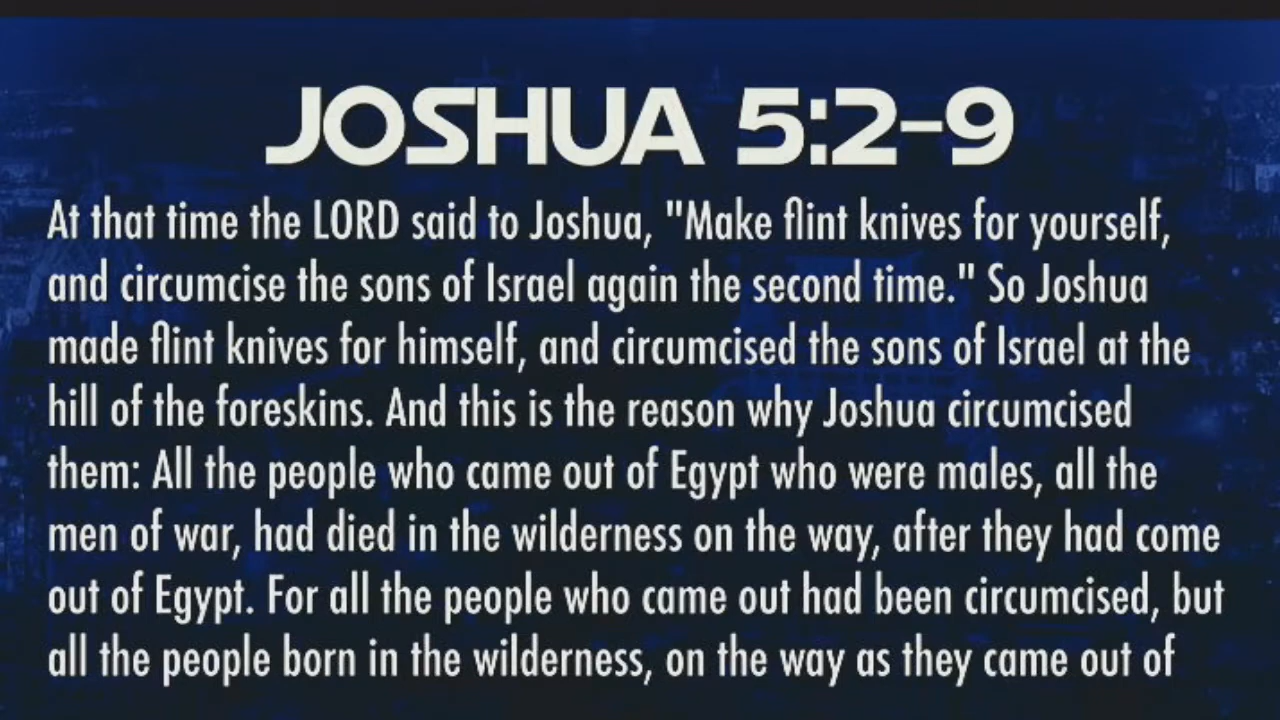 JOSHUA 5:2-9
At that time the LORD said to Joshua, "Make flint knives for yourself,
and circumcise the sons of Israel again the second time." So Joshua
made flint knives for himself, and circumcised the sons of Israel at the
hill of the foreskins. And this is the reason why Joshua circumcised
them: All the people who came out of Egypt who were males, all the
men of war, had died in the wilderness on the way, after they had come
out of Egypt. For all the people who came out had been circumcised, but
all the people born in the wilderness, on the way as they came out of